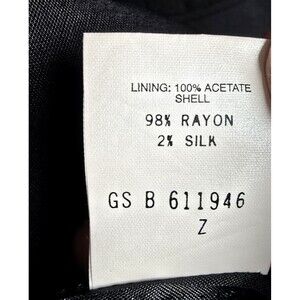 LINING: 100% ACETATE
SHELL
98% RAYON
2% SILK
GS B 611946
Z